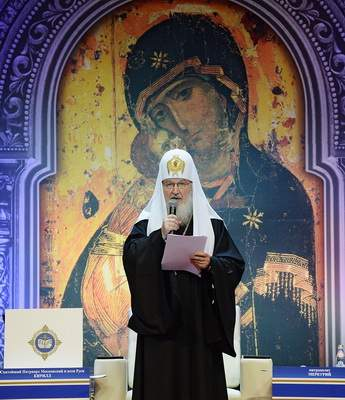 Святейший Патриарх Московский и всея Руси
КИРИЛЛ
митрополит
МЕРКУРИЙ